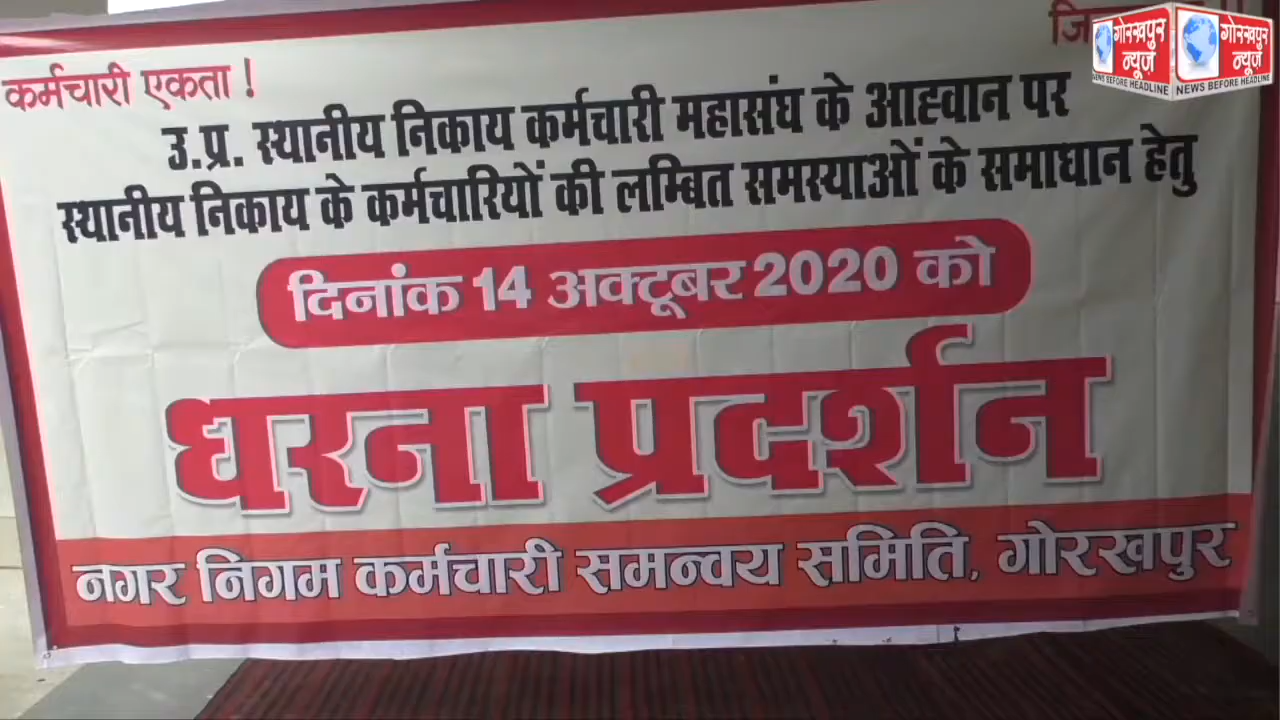 कर्मचारी एकता !
उ.प्र. स्थानीय निकाय कर्मचारी महासंघ के आह्वान पर
स्थानीय निकाय के कर्मचारियों की लम्बित समस्याओं के समाधान हेतु
दिनांक 14 अक्टूबर 2020 को
धरना प्रदर्शन
नगर निगम कर्मचारी समन्वय समिति, गोरखपुर
गोरखपुर न्यूज
NEWS BEFORE HEADLINE
गोरखपुर न्यूज
NEWS BEFORE HEADLINE